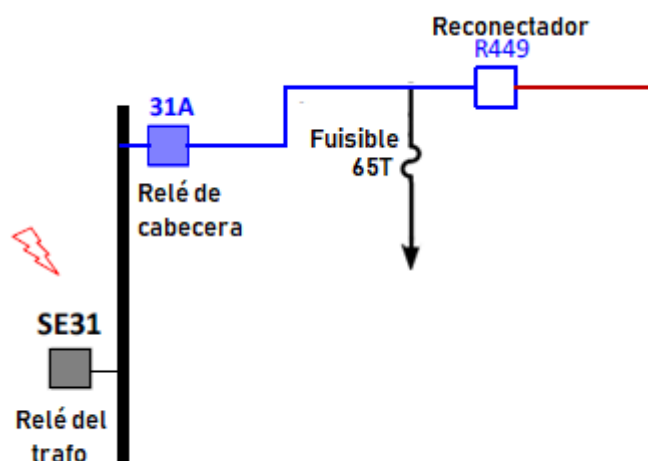 Reconectador
R449
31A
Fuisible
65T
Relé de
cabecera
SE31
Relé del
trafo